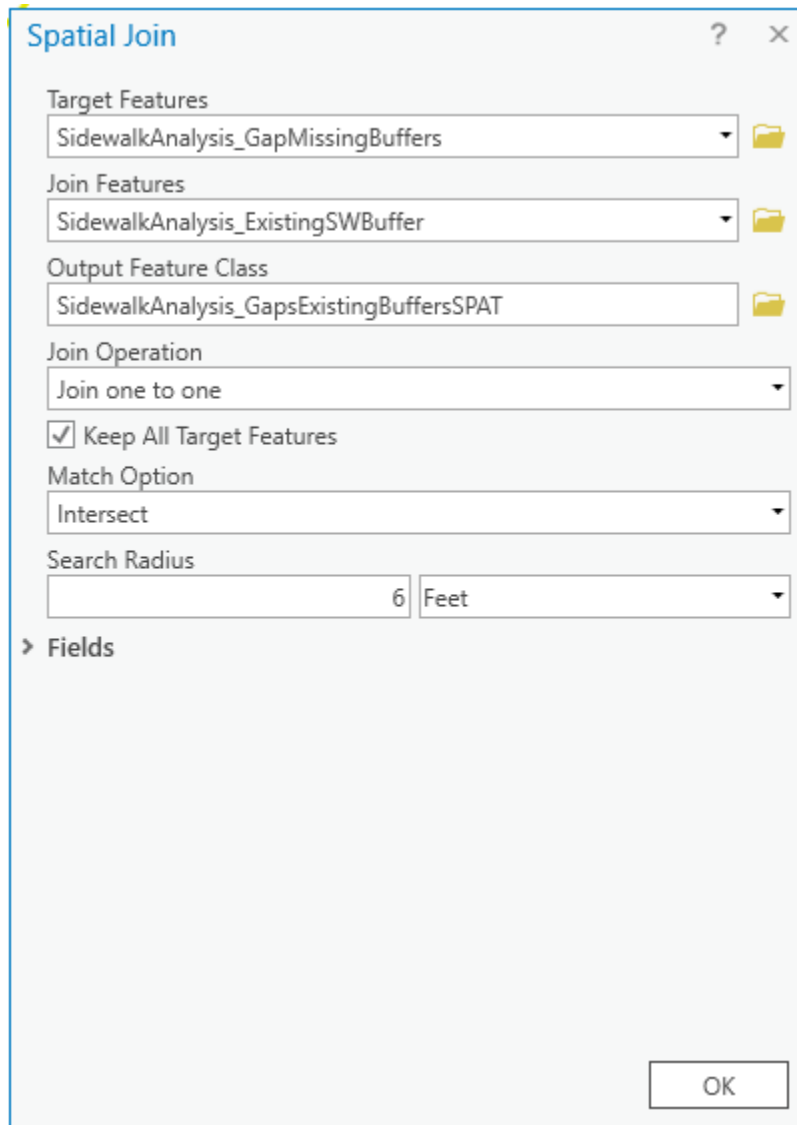 Spatial Join ? ×
Target Features
SidewalkAnalysis_GapMissingBuffers
Join Features
SidewalkAnalysis_ExistingSWBuffer
Output Feature Class
SidewalkAnalysis_GapsExistingBuffersSPAT
Join Operation
Join one to one
Keep All Target Features
Match Option
Intersect
Search Radius
6 Feet
Fields
OK